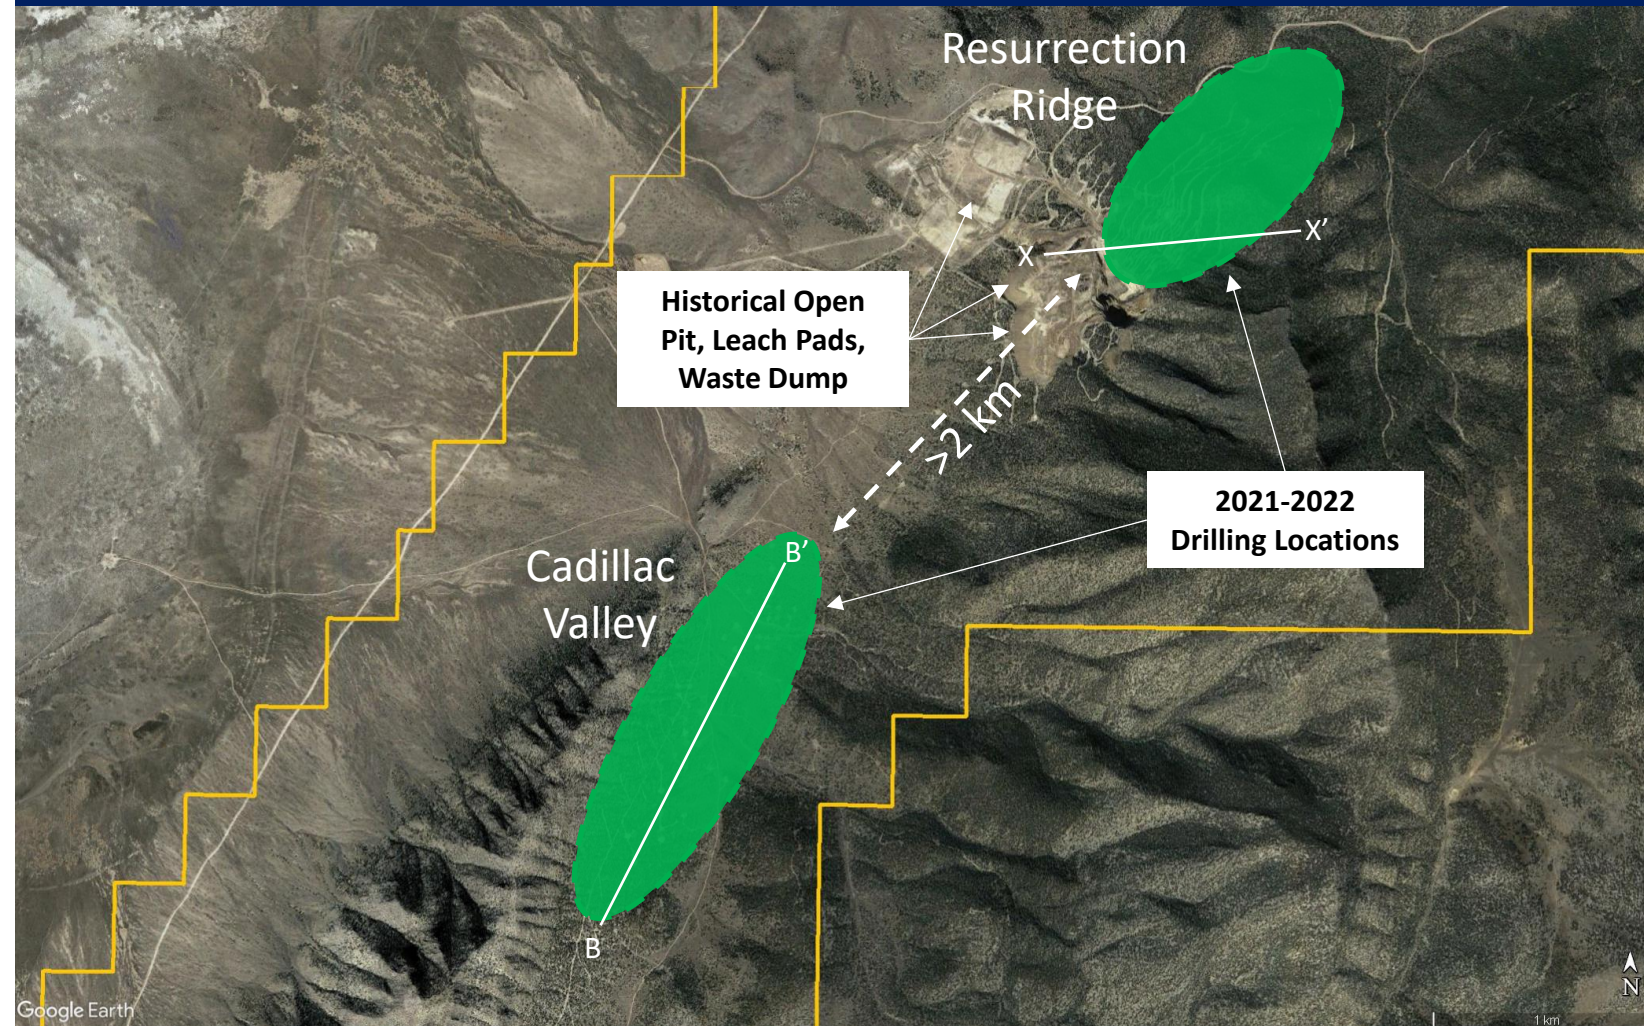 Resurrection
Ridge
X
X’
Historical Open
Pit, Leach Pads,
Waste Dump
>2 km
2021-2022
Drilling Locations
B’
Cadillac
Valley
B
N
Google Earth
1 km